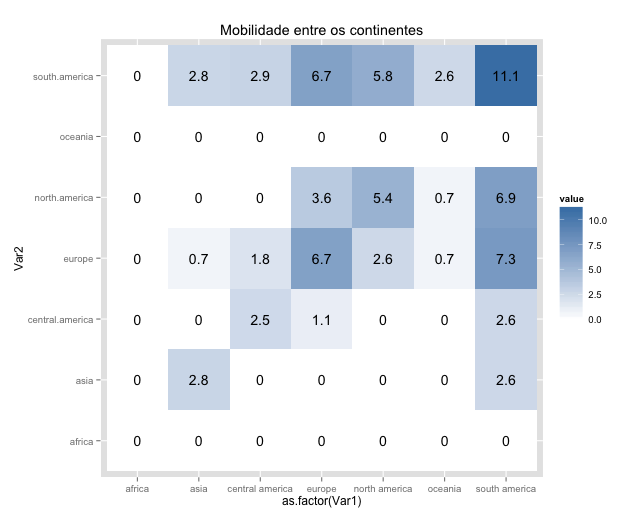 Mobilidade entre os continentes
Var2
south.america 0 2.8 2.9 6.7 5.8 2.6 11.1
oceania 0 0 0 0 0 0 0
north.america 0 0 0 3.6 5.4 0.7 6.9
europe 0 0.7 1.8 6.7 2.6 0.7 7.3
central.america 0 0 2.5 1.1 0 0 2.6
asia 0 2.8 0 0 0 0 2.6
africa 0 0 0 0 0 0 0
africa asia central america europe north america oceania south america
as.factor(Var1)
value
10.0
7.5
5.0
2.5
0.0